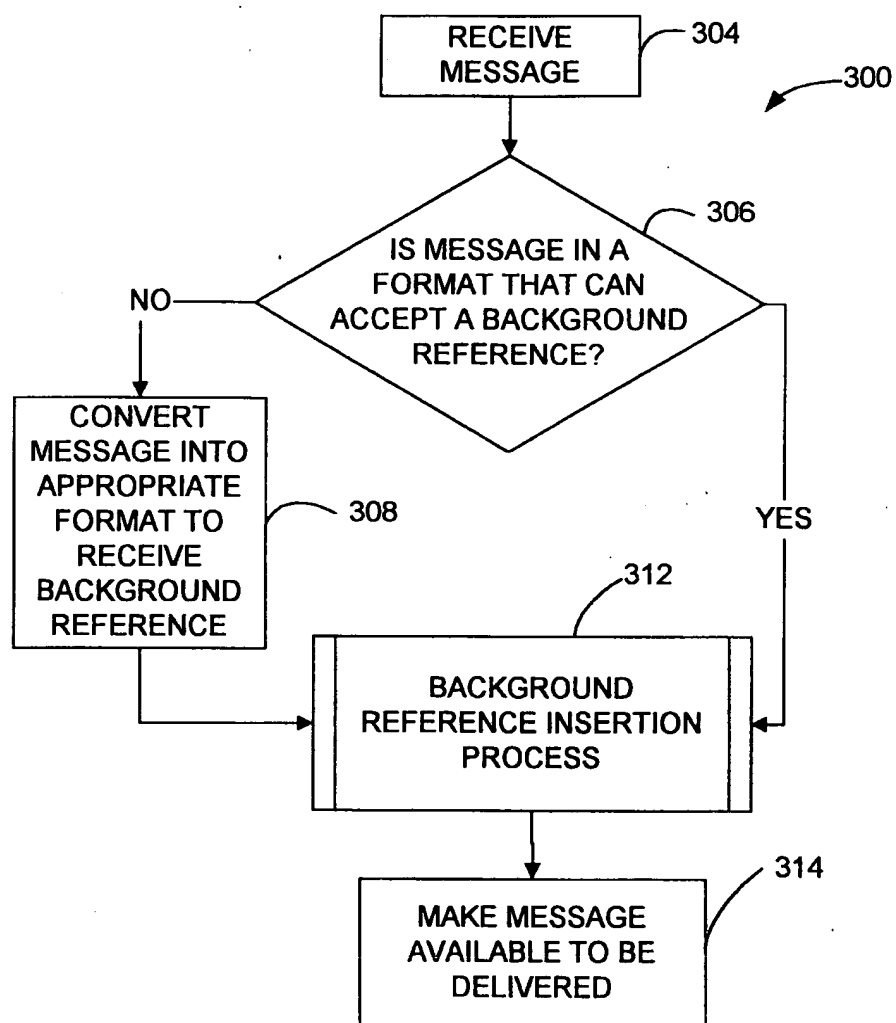 RECEIVE
MESSAGE
304
300
306
IS MESSAGE IN A
FORMAT THAT CAN
ACCEPT A BACKGROUND
REFERENCE?
NO
YES
CONVERT
MESSAGE INTO
APPROPRIATE
FORMAT TO
RECEIVE
BACKGROUND
REFERENCE
308
312
BACKGROUND
REFERENCE INSERTION
PROCESS
314
MAKE MESSAGE
AVAILABLE TO BE
DELIVERED